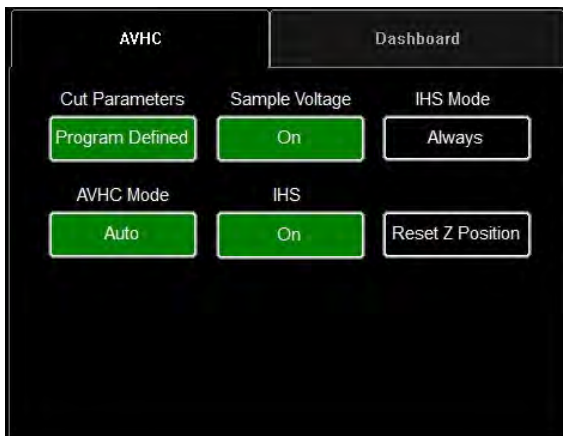 AVHC Dashboard
Cut Parameters Sample Voltage IHS Mode
Program Defined On Always
AVHC Mode IHS
Auto On Reset Z Position